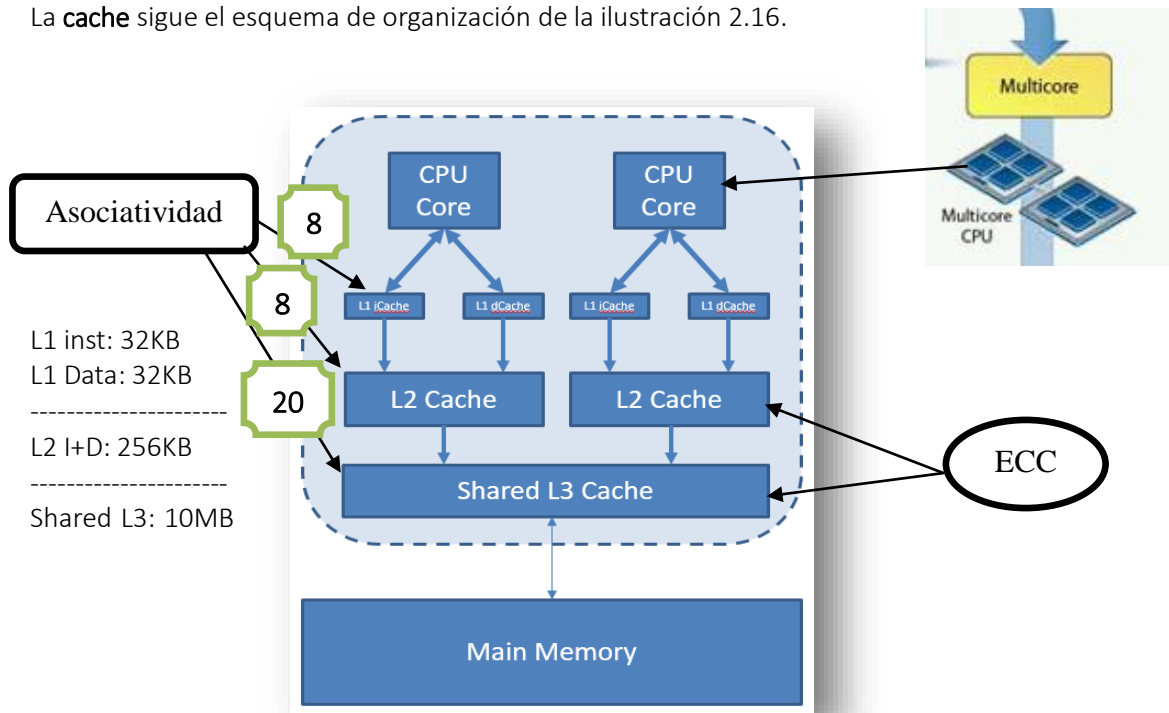 La cache sigue el esquema de organización de la ilustración 2.16.
Multicore
Multicore
CPU
Asociatividad
8
8
20
CPU
Core
CPU
Core
L1 iCache
L1 dCache
L1 iCache
L1 dCache
L1 inst: 32KB
L1 Data: 32KB
----------------------
L2 I+D: 256KB
----------------------
Shared L3: 10MB
L2 Cache
L2 Cache
Shared L3 Cache
ECC
Main Memory